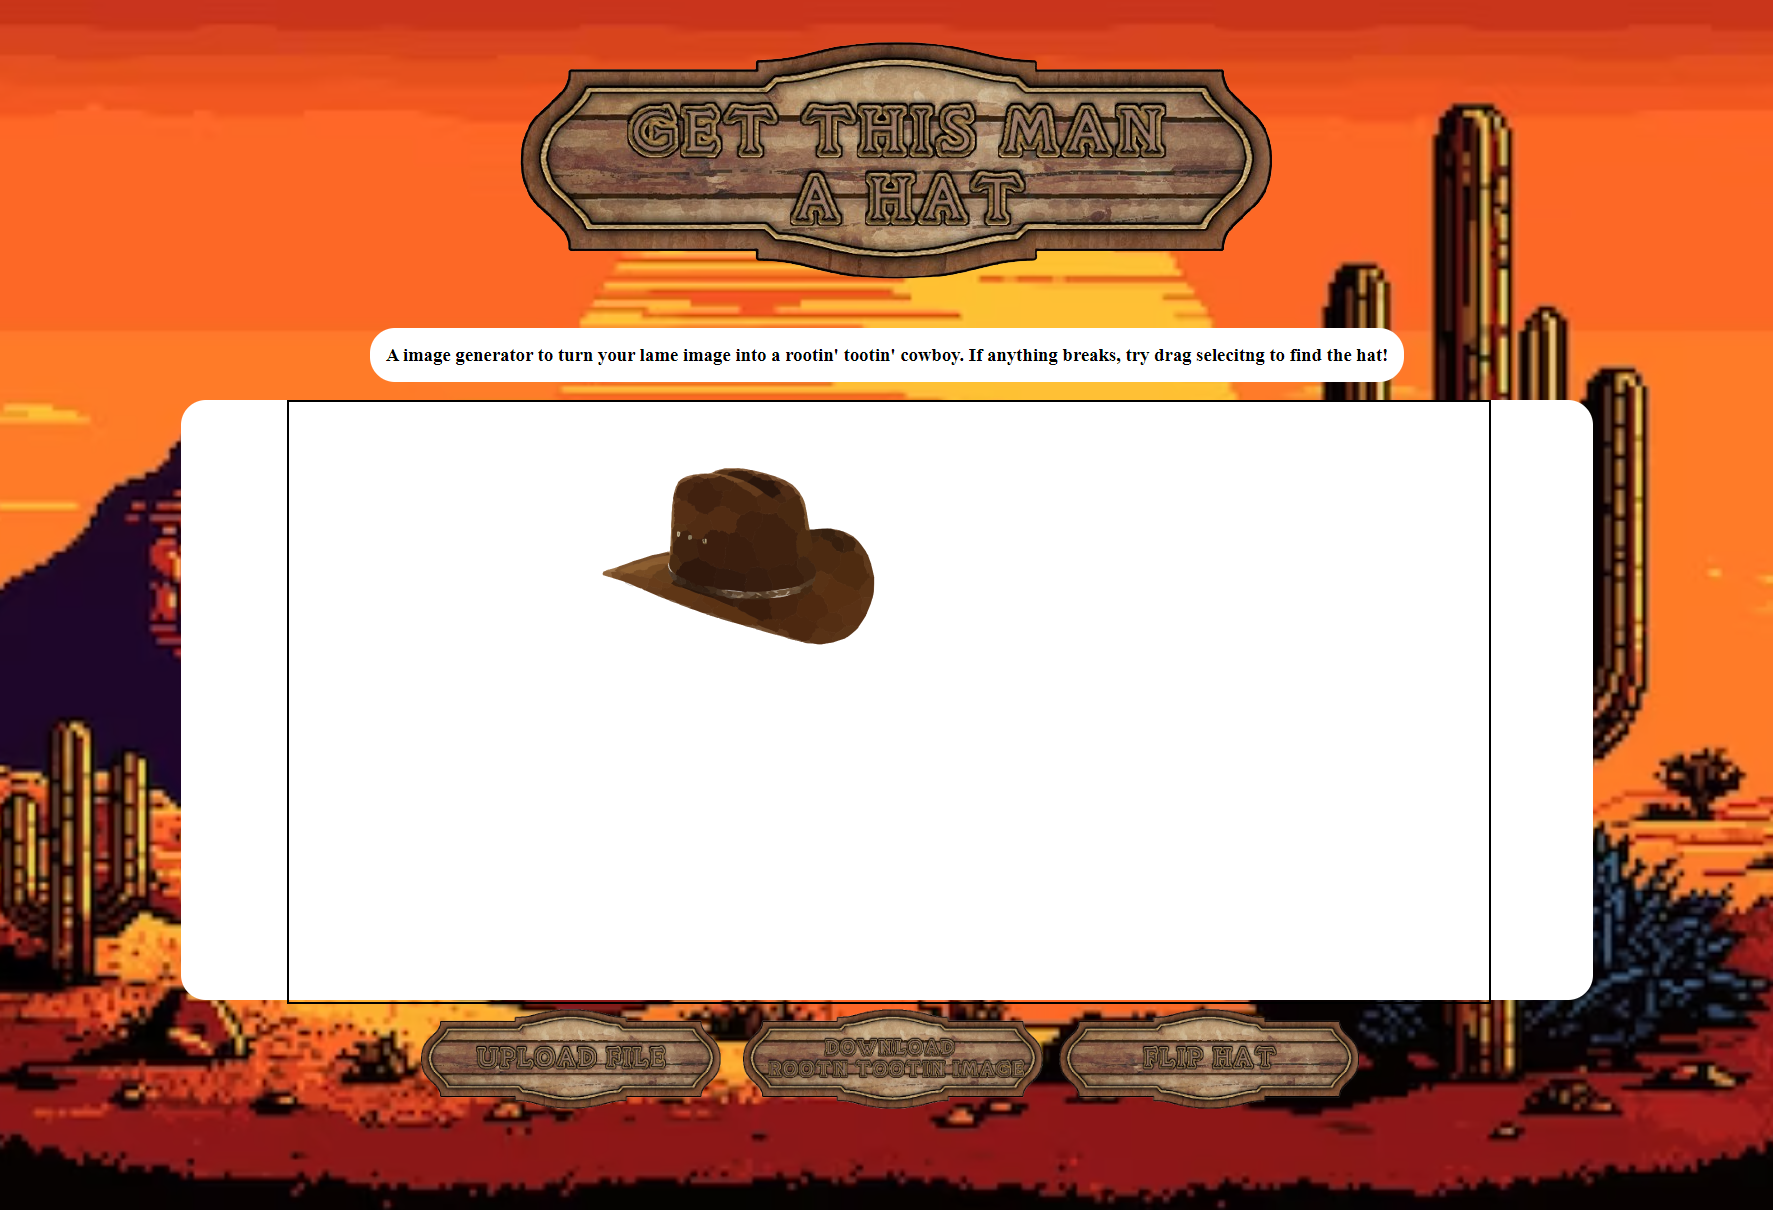 GET THIS MAN
A HAT
A image generator to turn your lame image into a rootin' tootin' cowboy. If anything breaks, try drag selecitng to find the hat!
UPLOAD FILE
DOWNLOAD
ROOTN TOOTIN IMAGE
FLIP HAT